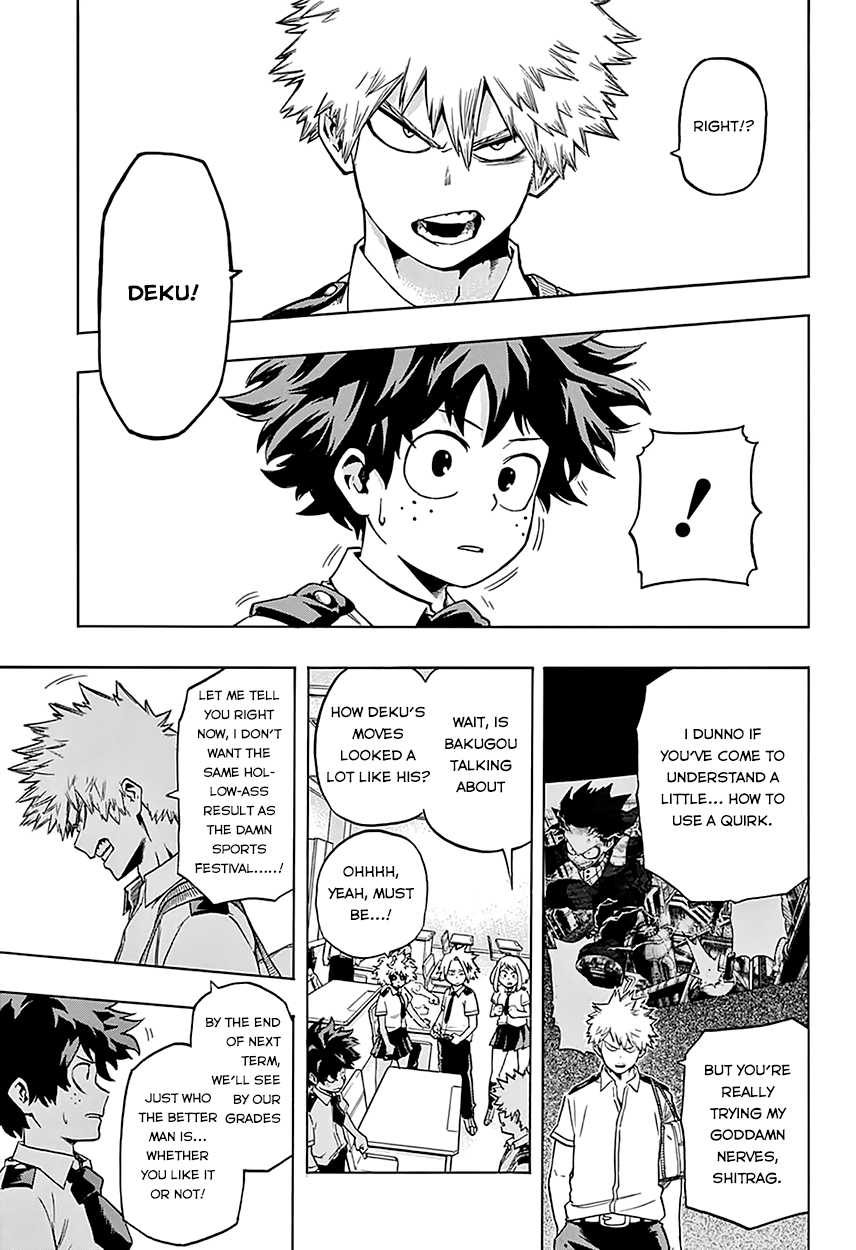 RIGHT!?
DEKU!
!
I DUNNO IF
YOU'VE COME TO
UNDERSTAND A
LITTLE... HOW TO
USE A QUIRK.
BUT YOU'RE
REALLY
TRYING MY
GODDAMN
NERVES,
SHITRAG.
WAIT, IS
BAKUGOU
TALKING
ABOUT
HOW DEKU'S
MOVES
LOOKED A
LOT LIKE HIS?
OHHHH,
YEAH, MUST
BE...!
LET ME TELL
YOU RIGHT
NOW, I DON'T
WANT THE
SAME HOL-
LOW-ASS
RESULT AS
THE DAMN
SPORTS
FESTIVAL.....!
BY THE END
OF NEXT
TERM,
WE'LL SEE
BY OUR
GRADES
JUST WHO
THE BETTER
MAN IS...
WHETHER
YOU LIKE IT
OR NOT!